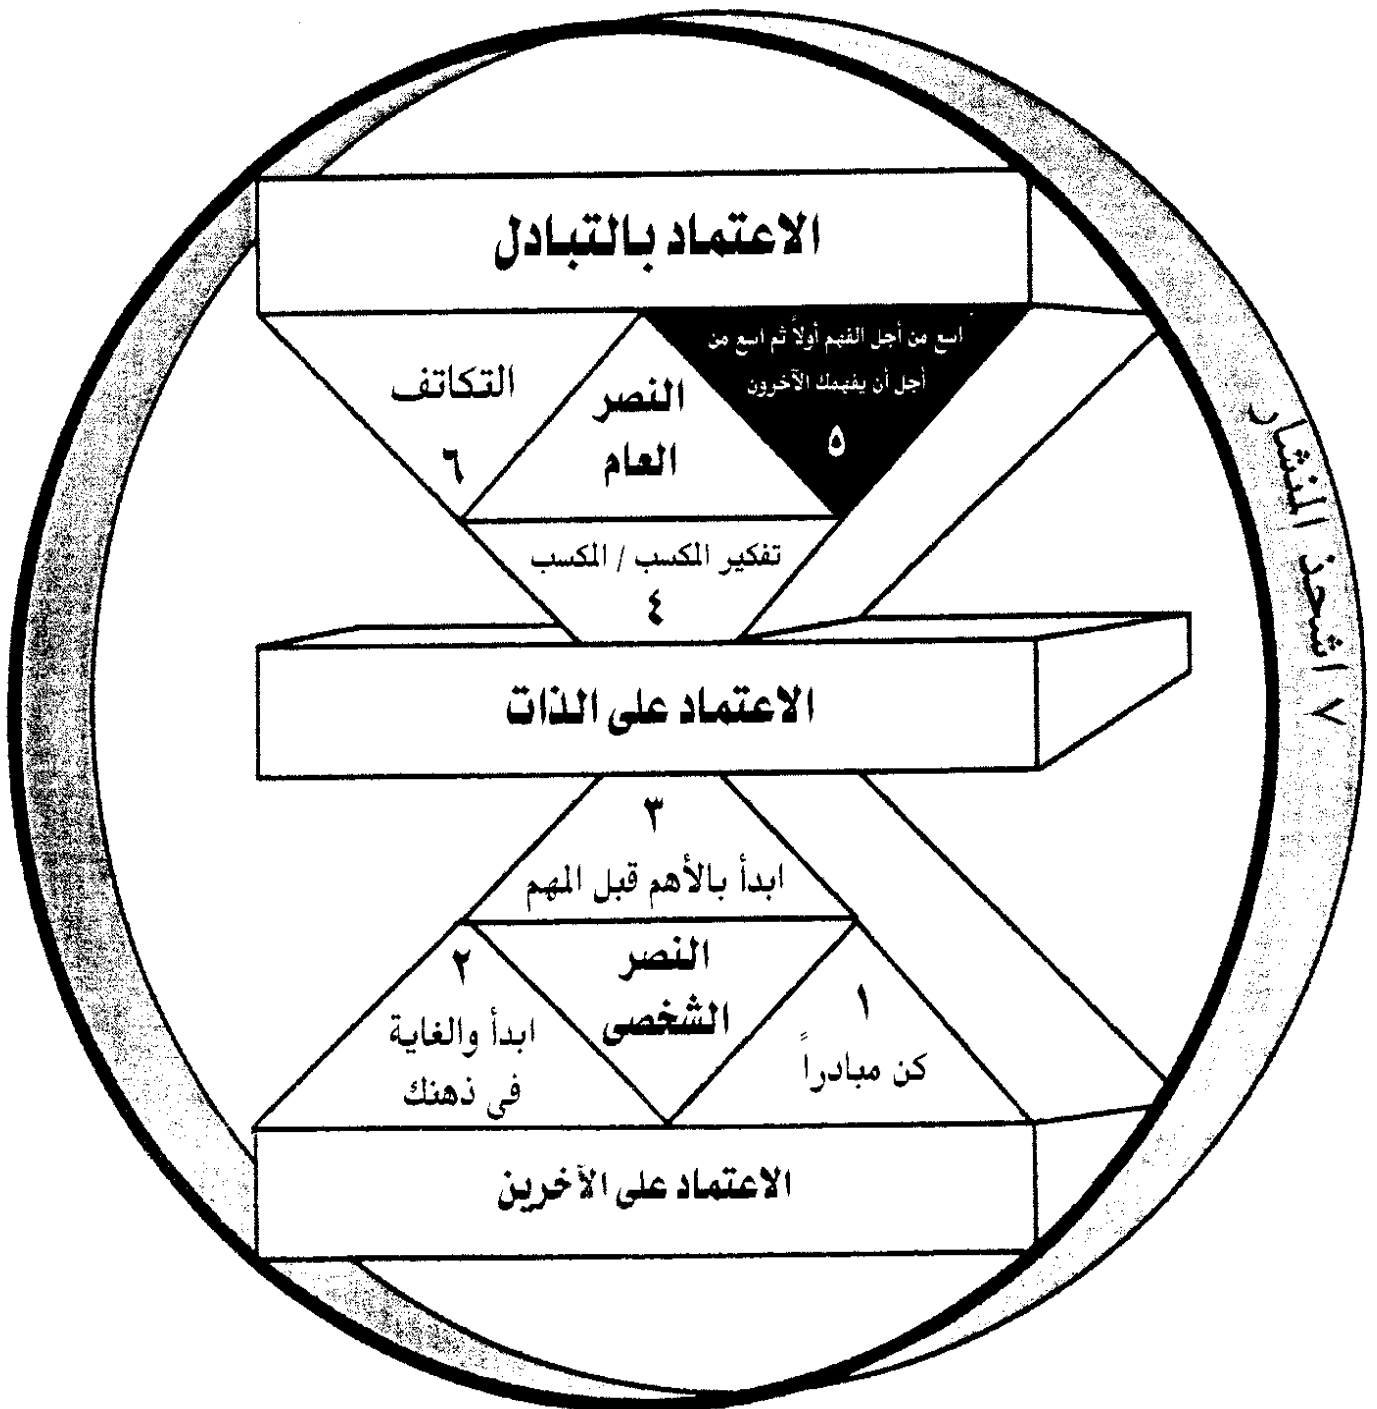 الاعتماد بالتبادل
اسع من أجل الفهم أولاً ثم اسع من
أجل أن يفهمك الآخرون
٥
النصر
العام
التكاتف
٦
تفكير المكسب / المكسب
٤
الاعتماد على الذات
٣
ابدأ بالأهم قبل المهم
النصر
الشخصى
١
كن مبادراً
٢
ابدأ والغاية
فى ذهنك
الاعتماد على الآخرين
٧ اشحذ المنشار